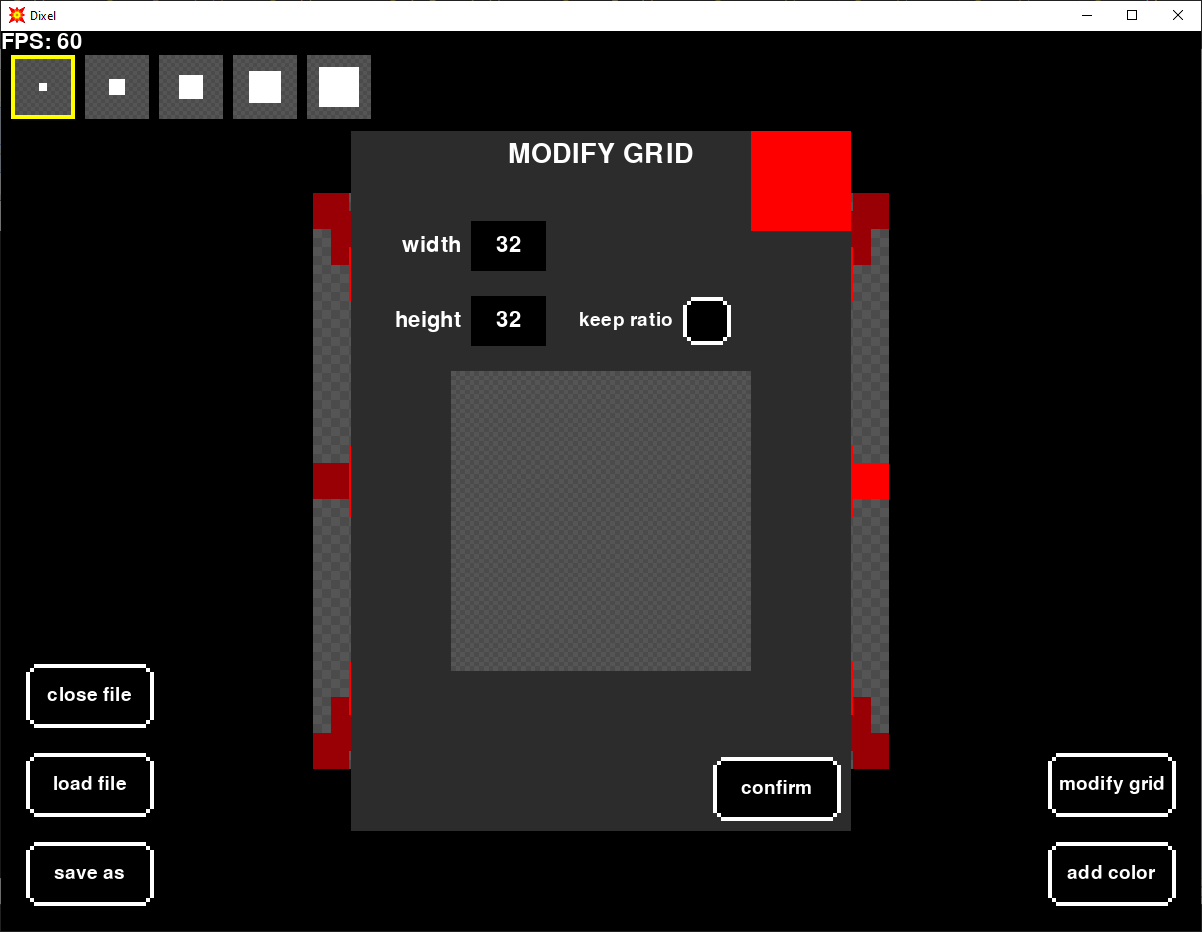 Dixel
FPS: 60
MODIFY GRID
width 32
height 32 keep ratio
close file
load file
save as
confirm
modify grid
add color